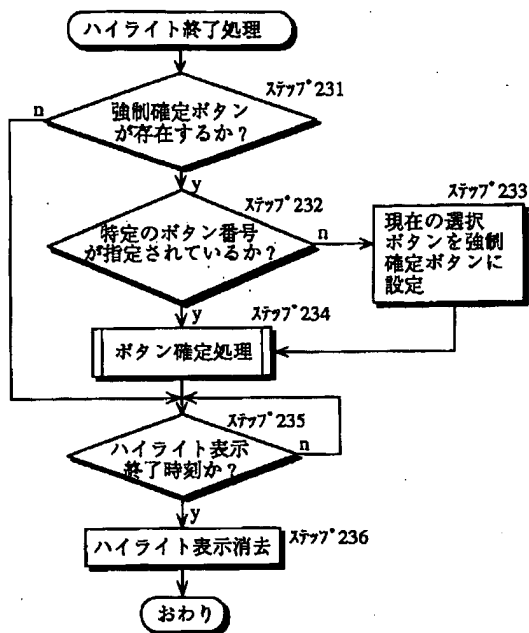 ハイライト終了処理
ステップ231
強制確定ボタン
が存在するか?
n
y
ステップ232
特定のボタン番号
が指定されているか?
n
y
ステップ233
現在の選択
ボタンを強制
確定ボタンに
設定
ステップ234
ボタン確定処理
ステップ235
ハイライト表示
終了時刻か?
n
y
ハイライト表示消去
ステップ236
おわり